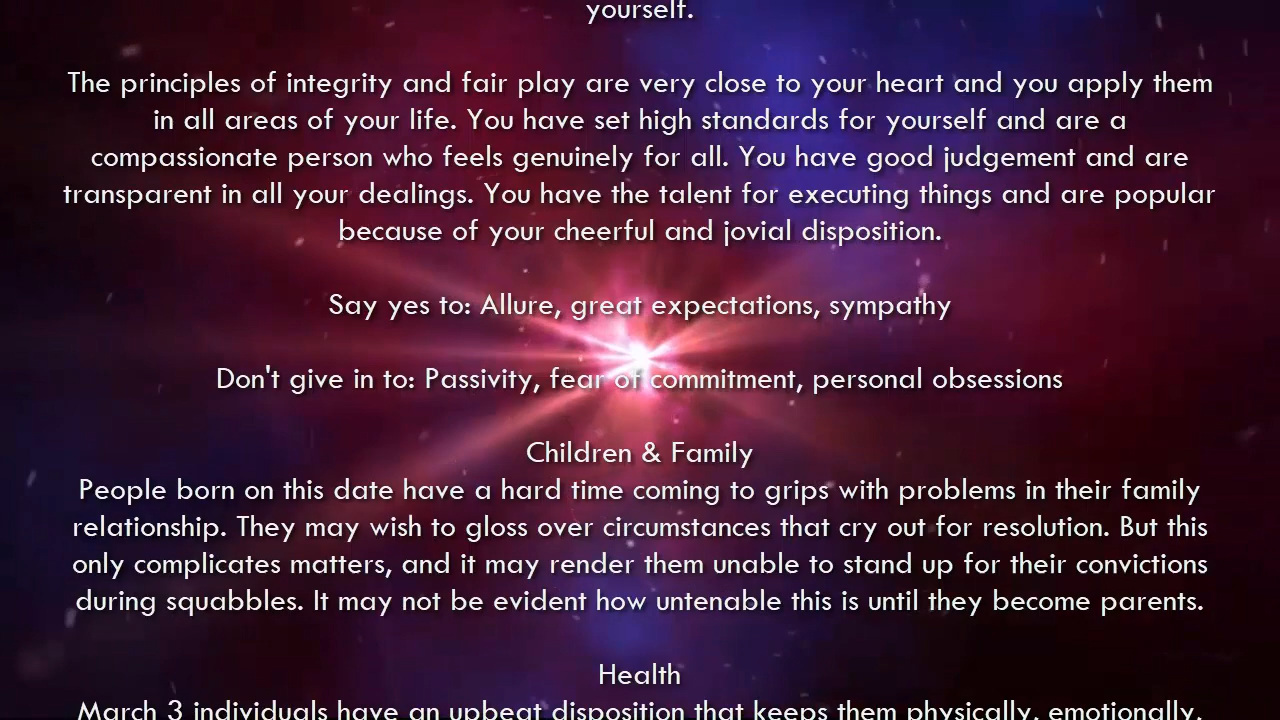 yourself.
The principles of integrity and fair play are very close to your heart and you apply them
in all areas of your life. You have set high standards for yourself and are a
compassionate person who feels genuinely for all. You have good judgement and are
transparent in all your dealings. You have the talent for executing things and are popular
because of your cheerful and jovial disposition.
Say yes to: Allure, great expectations, sympathy
Don't give in to: Passivity, fear of commitment, personal obsessions
Children & Family
People born on this date have a hard time coming to grips with problems in their family
relationship. They may wish to gloss over circumstances that cry out for resolution. But this
only complicates matters, and it may render them unable to stand up for their convictions
during squabbles. It may not be evident how untenable this is until they become parents.
Health
March 3 individuals have an upbeat disposition that keeps them physically, emotionally,